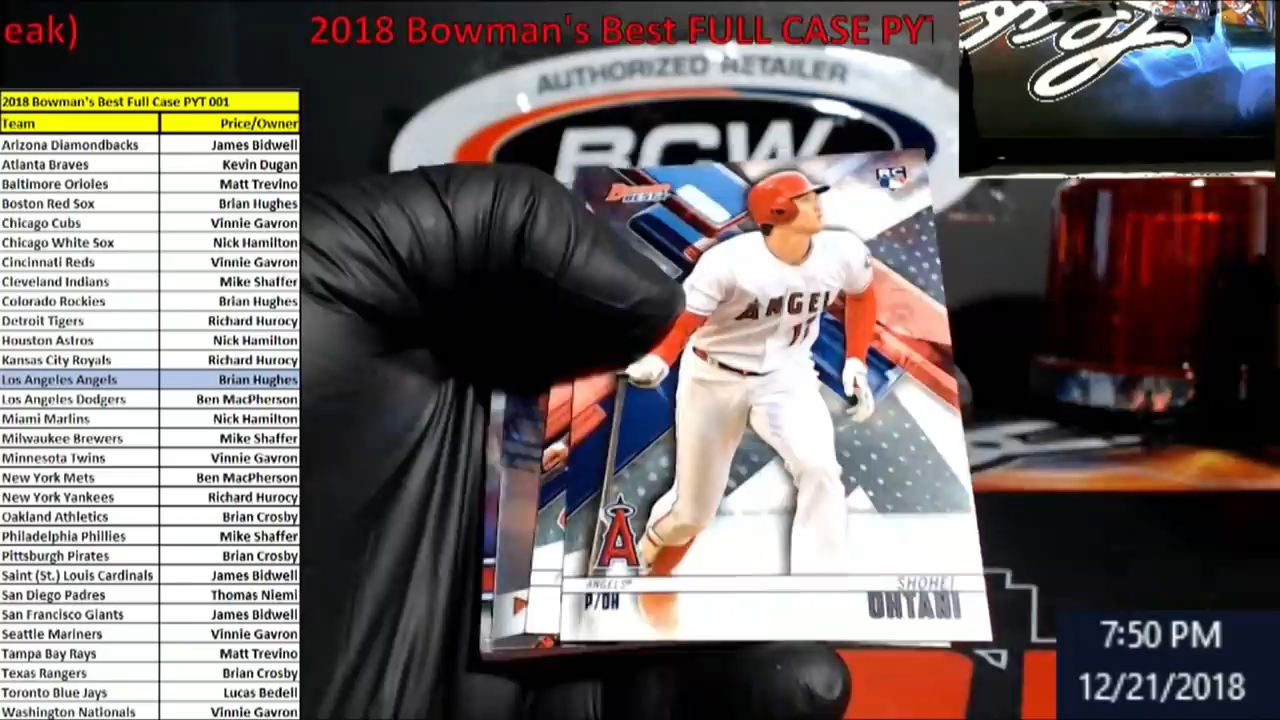 eak)
2018 Bowman's Best FULL CASE PY
2018 Bowman's Best Full Case PYT 001
Team Price/Owner
Arizona Diamondbacks James Bidwell
Atlanta Braves Kevin Dugan
Baltimore Orioles Matt Trevino
Boston Red Sox Brian Hughes
Chicago Cubs Vinnie Gavron
Chicago White Sox Nick Hamilton
Cincinnati Reds Vinnie Gavron
Cleveland Indians Mike Shaffer
Colorado Rockies Brian Hughes
Detroit Tigers Richard Hurocy
Houston Astros Nick Hamilton
Kansas City Royals Richard Hurocy
Los Angeles Angels Brian Hughes
Los Angeles Dodgers Ben MacPherson
Miami Marlins Nick Hamilton
Milwaukee Brewers Mike Shaffer
Minnesota Twins Vinnie Gavron
New York Mets Ben MacPherson
New York Yankees Richard Hurocy
Oakland Athletics Brian Crosby
Philadelphia Phillies Mike Shaffer
Pittsburgh Pirates Brian Crosby
Saint (St.) Louis Cardinals James Bidwell
San Diego Padres Thomas Niemi
San Francisco Giants James Bidwell
Seattle Mariners Vinnie Gavron
Tampa Bay Rays Matt Trevino
Texas Rangers Brian Crosby
Toronto Blue Jays Lucas Bedell
Washington Nationals Vinnie Gavron
AUTHORIZED RETAILER
BCW
Bowman's
BEST
RC
ANGEL
17
A
ANGELS®
P/DH
SHOHEI
OHTANI
7:50 PM
12/21/2018